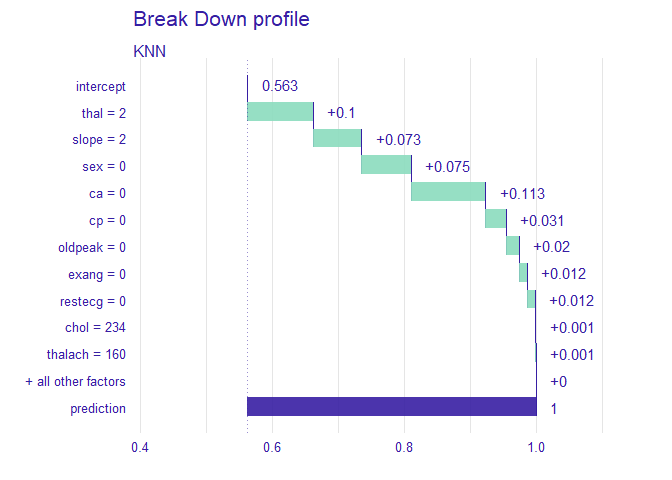 Break Down profile
KNN
intercept 0.563
thal = 2 +0.1
slope = 2 +0.073
sex = 0 +0.075
ca = 0 +0.113
cp = 0 +0.031
oldpeak = 0 +0.02
exang = 0 +0.012
restecg = 0 +0.012
chol = 234 +0.001
thalach = 160 +0.001
+ all other factors +0
prediction 1
0.4 0.6 0.8 1.0